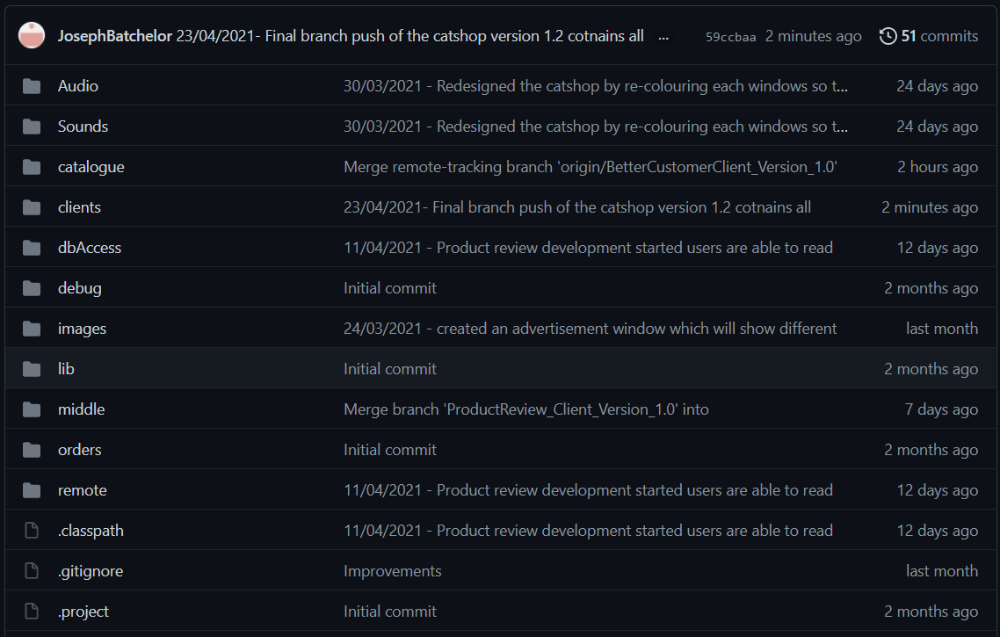 JosephBatchelor 23/04/2021- Final branch push of the catshop version 1.2 cotnains all ... 59ccbaa 2 minutes ago 51 commits
Audio 30/03/2021 - Redesigned the catshop by re-colouring each windows so t... 24 days ago
Sounds 30/03/2021 - Redesigned the catshop by re-colouring each windows so t... 24 days ago
catalogue Merge remote-tracking branch 'origin/BetterCustomerClient_Version_1.0' 2 hours ago
clients 23/04/2021- Final branch push of the catshop version 1.2 cotnains all 2 minutes ago
dbAccess 11/04/2021 - Product review development started users are able to read 12 days ago
debug Initial commit 2 months ago
images 24/03/2021 - created an advertisement window which will show different last month
lib Initial commit 2 months ago
middle Merge branch 'ProductReview_Client_Version_1.0' into 7 days ago
orders Initial commit 2 months ago
remote 11/04/2021 - Product review development started users are able to read 12 days ago
.classpath 11/04/2021 - Product review development started users are able to read 12 days ago
.gitignore Improvements last month
.project Initial commit 2 months ago